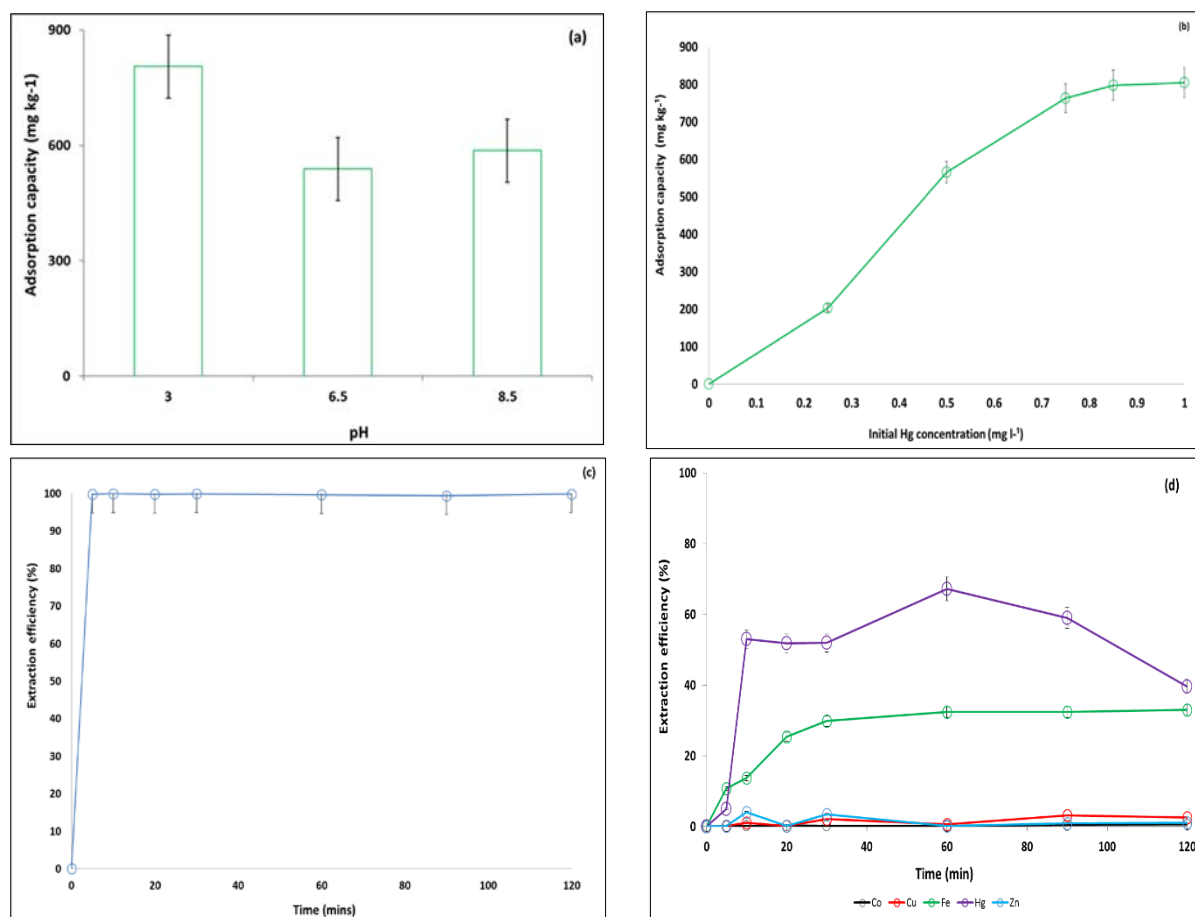 (a)
Adsorption capacity (mg kg-1)
900
600
300
0
3 6.5 8.5
pH
(b)
Adsorption capacity (mg kg-¹)
900
800
700
600
500
400
300
200
100
0
0 0.1 0.2 0.3 0.4 0.5 0.6 0.7 0.8 0.9 1
Initial Hg concentration (mg l-¹)
(c)
Extraction efficiency (%)
100
90
80
70
60
50
40
30
20
10
0
0 20 40 60 80 100 120
Time (mins)
(d)
Extraction efficiency (%)
100
80
60
40
20
0
0 20 40 60 80 100 120
Time (min)
Co Cu Fe Hg Zn